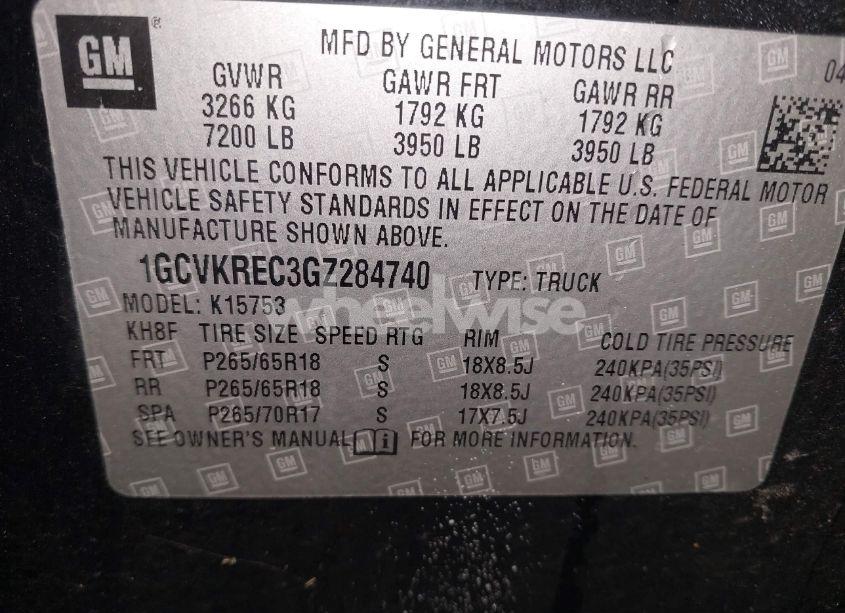 GM
MFD BY GENERAL MOTORS LLC
04
GVWR GAWR FRT GAWR RR
3266 KG 1792 KG 1792 KG
7200 LB 3950 LB 3950 LB
THIS VEHICLE CONFORMS TO ALL APPLICABLE U.S. FEDERAL MOTOR
VEHICLE SAFETY STANDARDS IN EFFECT ON THE DATE OF
MANUFACTURE SHOWN ABOVE.
1GCVKREC3GZ284740 TYPE: TRUCK
MODEL: K15753
wheelwise
KH8F TIRE SIZE SPEED RTG RIM COLD TIRE PRESSURE
FRT P265/65R18 S 18X8.5J 240KPA(35PSI)
RR P265/65R18 S 18X8.5J 240KPA(35PSI)
SPA P265/70R17 S 17X7.5J 240KPA(35PSI)
SEE OWNER'S MANUAL FOR MORE INFORMATION.